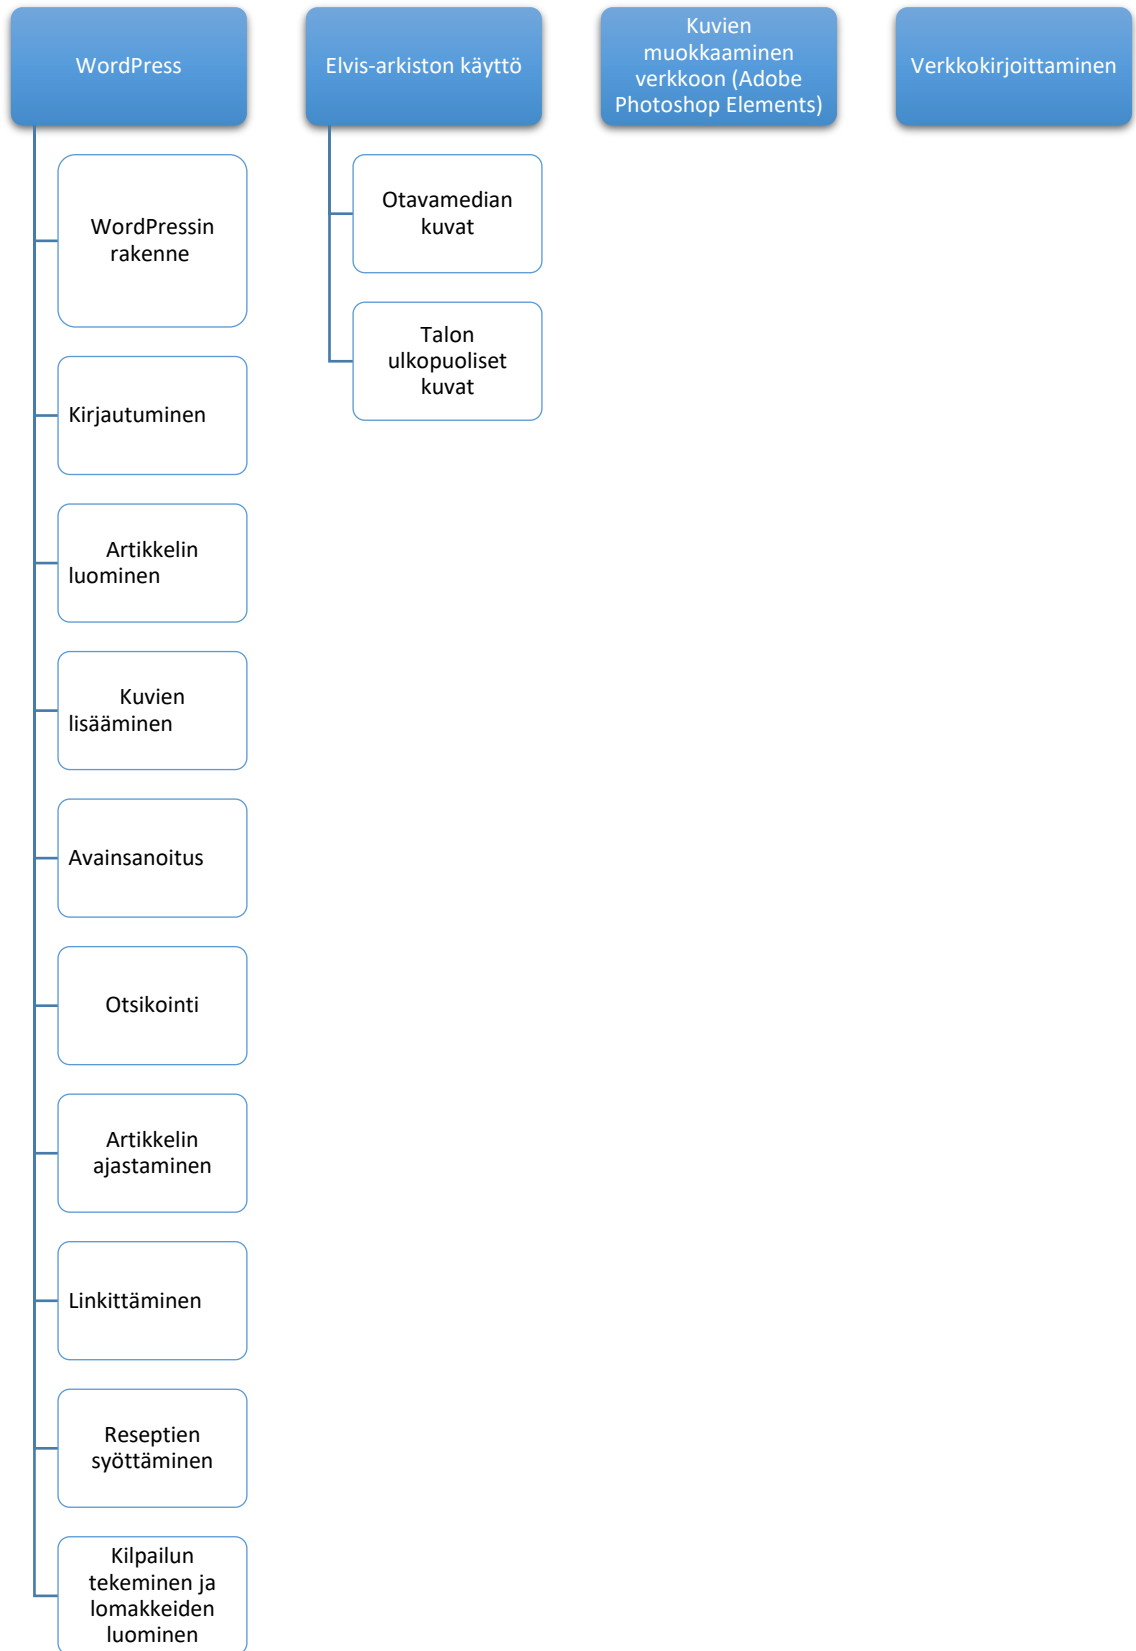 WordPress
WordPressin
rakenne
Kirjautuminen
Artikkelin
luominen
Kuvien
lisääminen
Avainsanoitus
Otsikointi
Artikkelin
ajastaminen
Linkittäminen
Reseptien
syöttäminen
Kilpailun
tekeminen ja
lomakkeiden
luominen
Elvis-arkiston käyttö
Otavamedian
kuvat
Talon
ulkopuoliset
kuvat
Kuvien
muokkaaminen
verkkoon (Adobe
Photoshop Elements)
Verkkokirjoittaminen